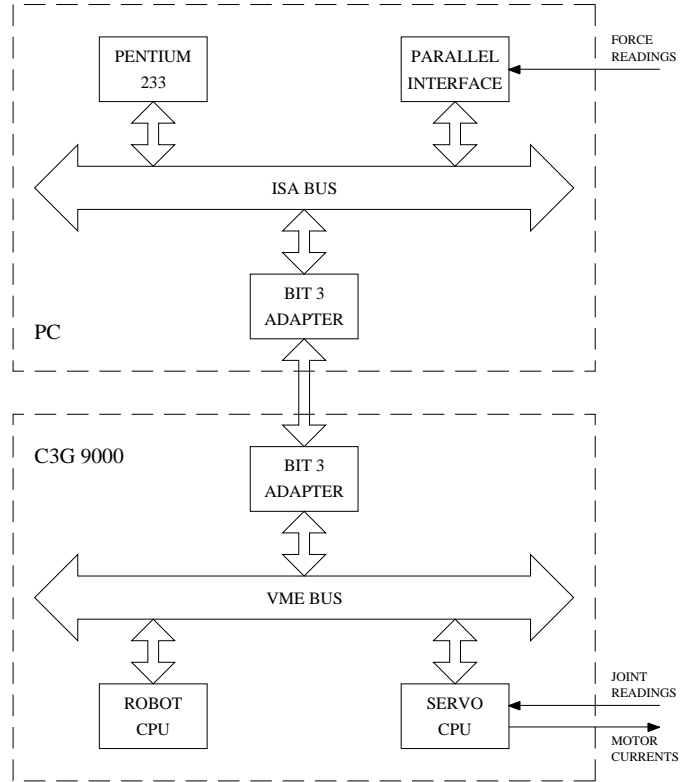 PENTIUM
233
PARALLEL
INTERFACE
FORCE
READINGS
ISA BUS
BIT 3
ADAPTER
PC
C3G 9000
BIT 3
ADAPTER
VME BUS
ROBOT
CPU
SERVO
CPU
JOINT
READINGS
MOTOR
CURRENTS